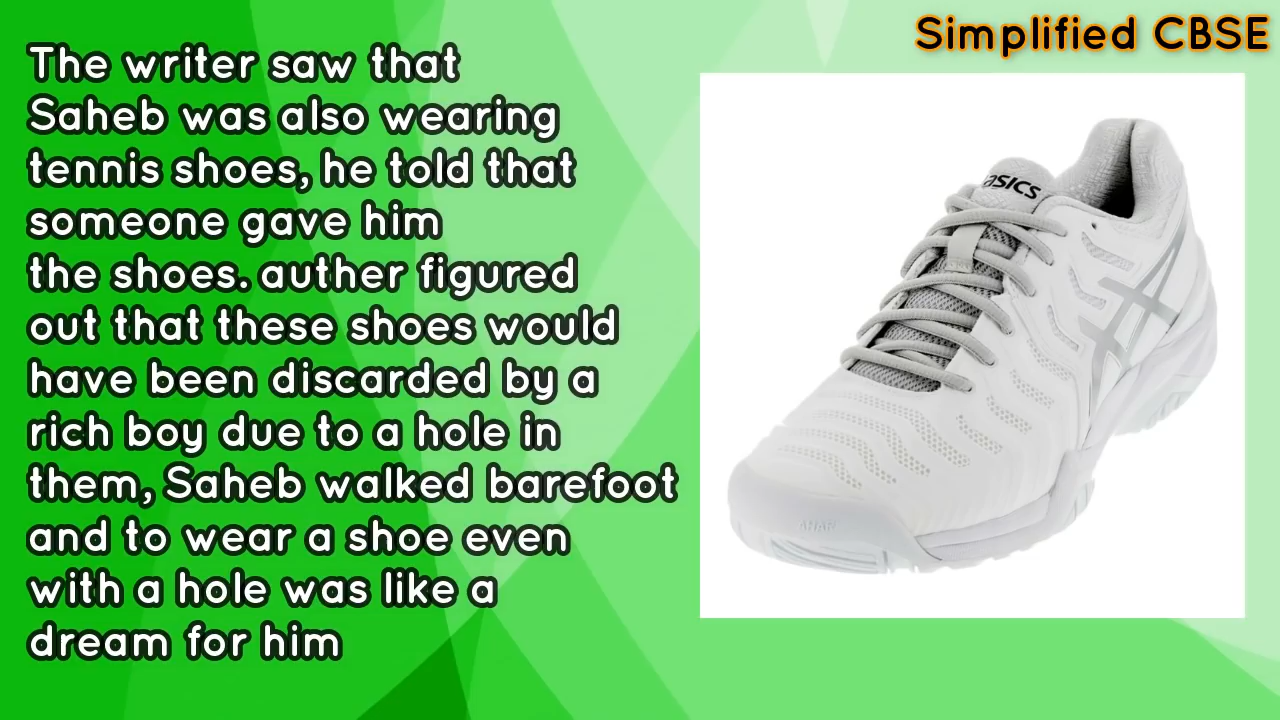 Simplified CBSE
The writer saw that
Saheb was also wearing
tennis shoes, he told that
someone gave him
the shoes. auther figured
out that these shoes would
have been discarded by a
rich boy due to a hole in
them, Saheb walked barefoot
and to wear a shoe even
with a hole was like a
dream for him
asics
AHAR